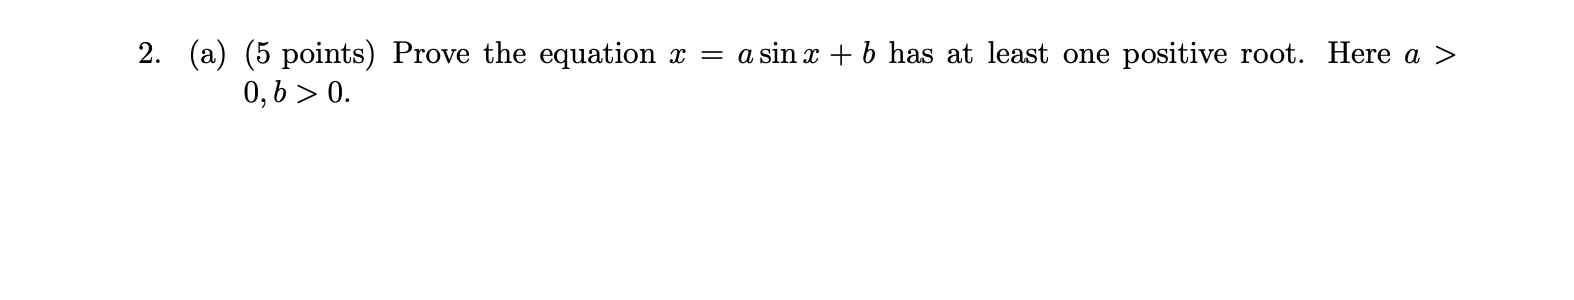 2. (a) (5 points) Prove the equation x = a sin x + b has at least one positive root. Here a >
0, b > 0.